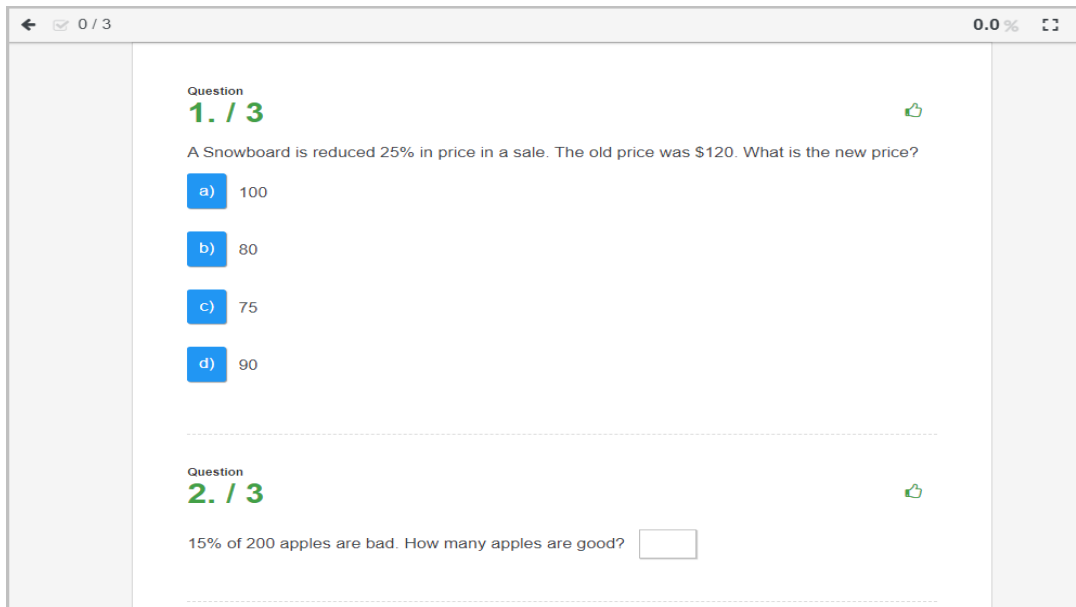 0 / 3
0.0 %
Question
1. / 3
A Snowboard is reduced 25% in price in a sale. The old price was $120. What is the new price?
a) 100
b) 80
c) 75
d) 90
Question
2. / 3
15% of 200 apples are bad. How many apples are good?